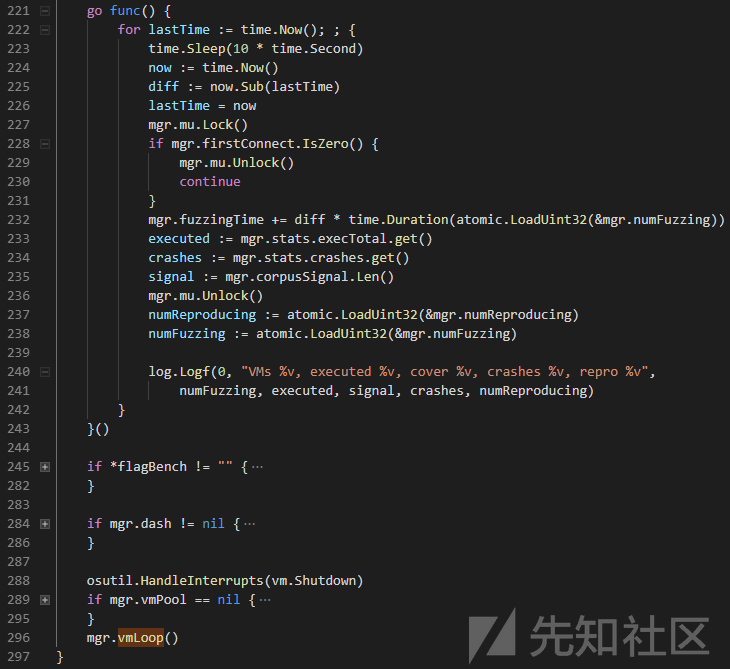 221 go func() {
222 for lastTime := time.Now(); ; {
223 time.Sleep(10 * time.Second)
224 now := time.Now()
225 diff := now.Sub(lastTime)
226 lastTime = now
227 mgr.mu.Lock()
228 if mgr.firstConnect.IsZero() {
229 mgr.mu.Unlock()
230 continue
231 }
232 mgr.fuzzingTime += diff * time.Duration(atomic.LoadUint32(&mgr.numFuzzing))
233 executed := mgr.stats.execTotal.get()
234 crashes := mgr.stats.crashes.get()
235 signal := mgr.corpusSignal.Len()
236 mgr.mu.Unlock()
237 numReproducing := atomic.LoadUint32(&mgr.numReproducing)
238 numFuzzing := atomic.LoadUint32(&mgr.numFuzzing)
239
240 log.Logf(0, "VMs %v, executed %v, cover %v, crashes %v, repro %v",
241 numFuzzing, executed, signal, crashes, numReproducing)
242 }
243 }()
244
245 if *flagBench != "" { ···
282 }
283
284 if mgr.dash != nil { ···
286 }
287
288 osutil.HandleInterrupts(vm.Shutdown)
289 if mgr.vmPool == nil { ···
295 }
296 mgr.vmLoop()
297 }
先知社区